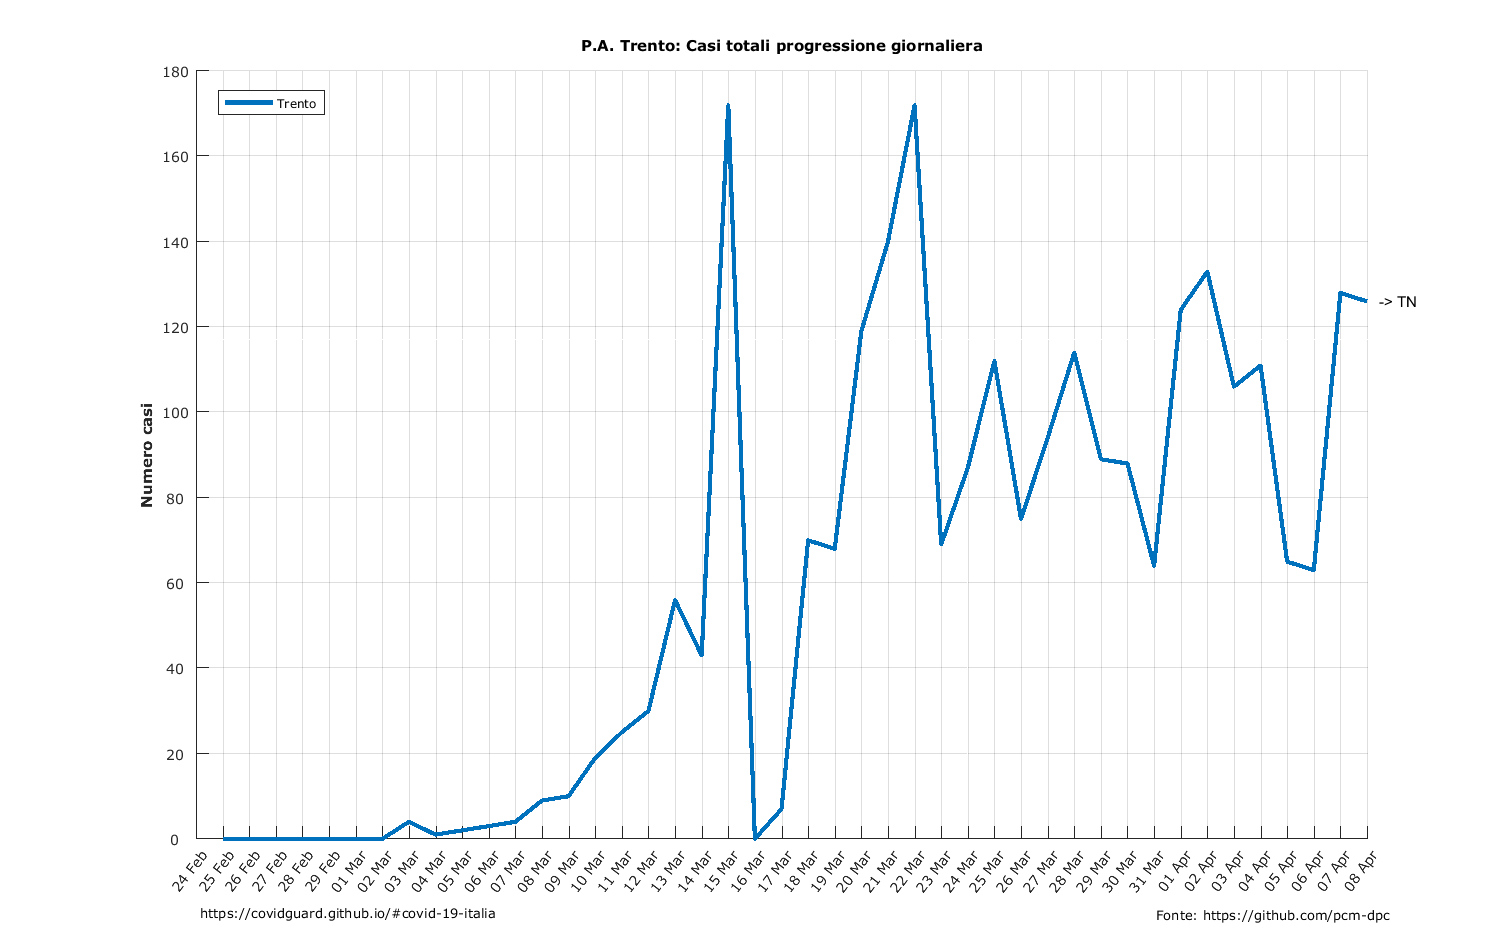 P.A. Trento: Casi totali progressione giornaliera
Trento
Numero casi
180
160
140
120
100
80
60
40
20
0
-> TN
24 Feb
25 Feb
26 Feb
27 Feb
28 Feb
29 Feb
01 Mar
02 Mar
03 Mar
04 Mar
05 Mar
06 Mar
07 Mar
08 Mar
09 Mar
10 Mar
11 Mar
12 Mar
13 Mar
14 Mar
15 Mar
16 Mar
17 Mar
18 Mar
19 Mar
20 Mar
21 Mar
22 Mar
23 Mar
24 Mar
25 Mar
26 Mar
27 Mar
28 Mar
29 Mar
30 Mar
31 Mar
01 Apr
02 Apr
03 Apr
04 Apr
05 Apr
06 Apr
07 Apr
08 Apr
https://covidguard.github.io/#covid-19-italia
Fonte: https://github.com/pcm-dpc